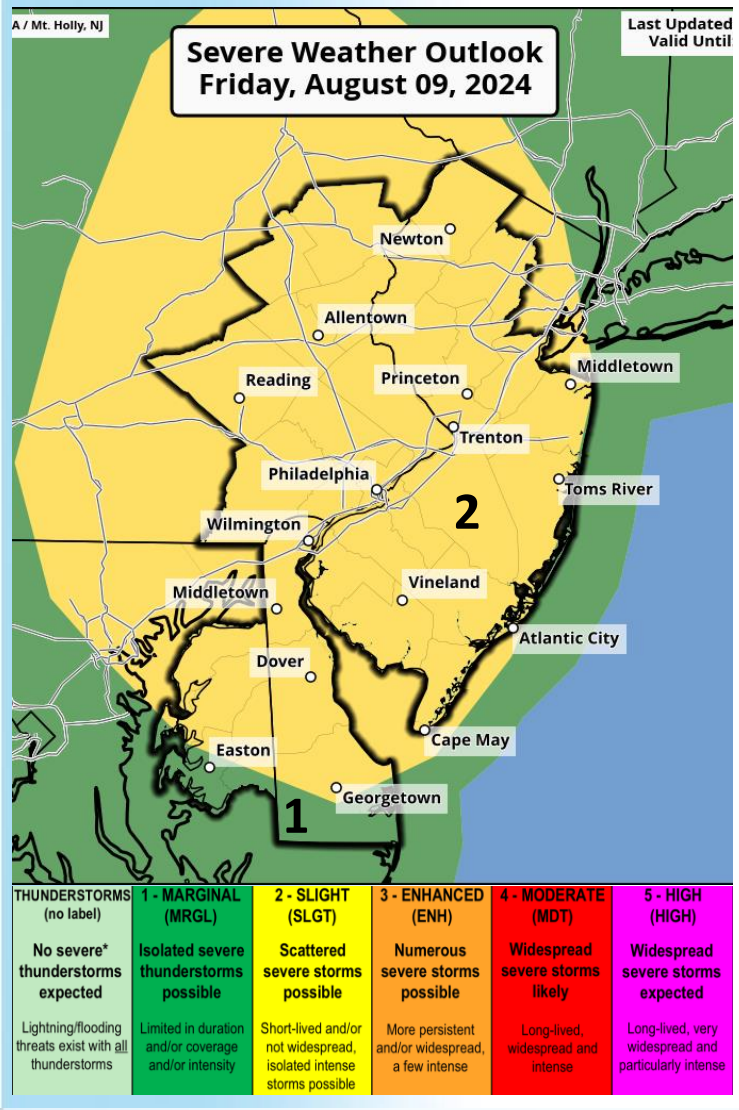 A / Mt. Holly, NJ
Severe Weather Outlook
Friday, August 09, 2024
Last Updated
Valid Until:
Newton
Allentown
Reading
Princeton
Middletown
Trenton
Philadelphia
Toms River
2
Wilmington
Middletown
Vineland
Atlantic City
Dover
Cape May
Easton
Georgetown
1
THUNDERSTORMS
(no label)
No severe*
thunderstorms
expected
Lightning/flooding
threats exist with all
thunderstorms
1 - MARGINAL
(MRGL)
Isolated severe
thunderstorms
possible
Limited in duration
and/or coverage
and/or intensity
2 - SLIGHT
(SLGT)
Scattered
severe storms
possible
Short-lived and/or
not widespread,
isolated intense
storms possible
3 - ENHANCED
(ENH)
Numerous
severe storms
possible
More persistent
and/or widespread,
a few intense
4 - MODERATE
(MDT)
Widespread
severe storms
likely
Long-lived,
widespread and
intense
5 - HIGH
(HIGH)
Widespread
severe storms
expected
Long-lived, very
widespread and
particularly intense